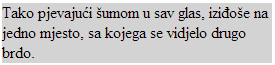 Tako pjevajući šumom u sav glas, iziđoše na
jedno mjesto, sa kojega se vidjelo drugo
brdo.